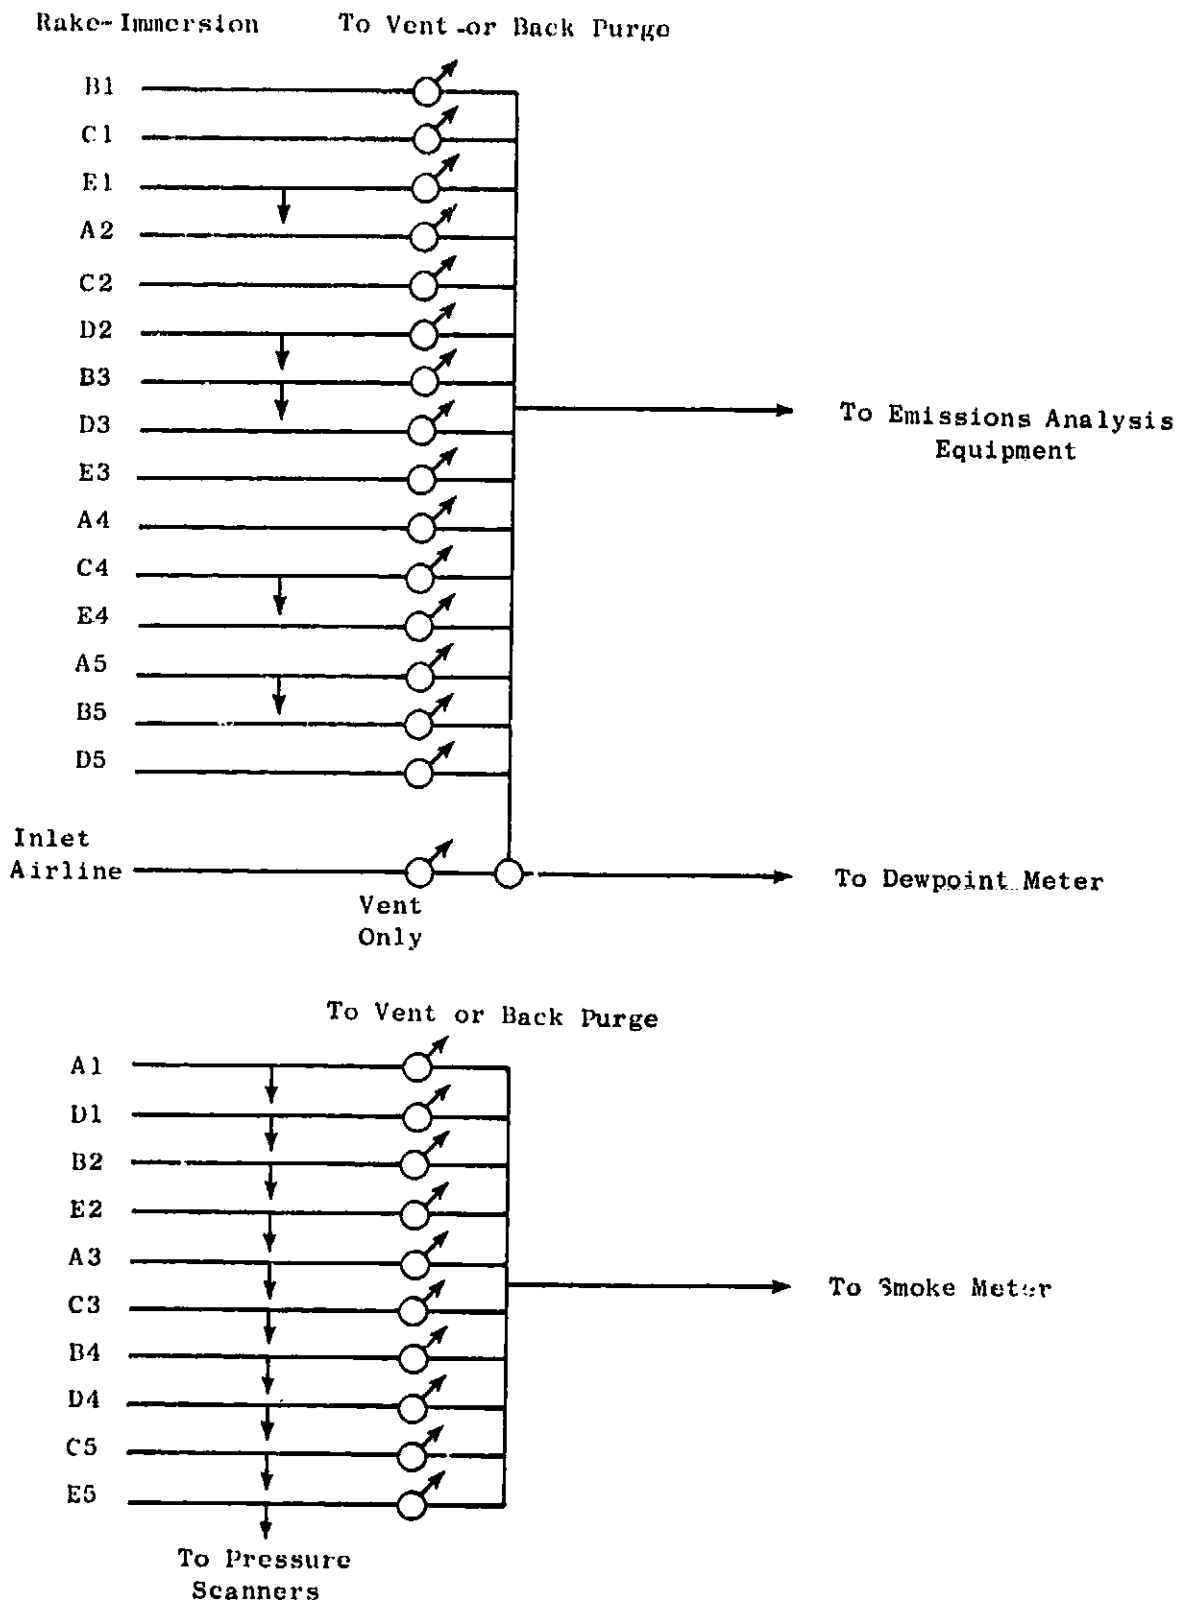 Rake-Immersion To Vent or Back Purge
B1
C1
E1
A2
C2
D2
B3
D3
E3
A4
C4
E4
A5
B5
D5
To Emissions Analysis
Equipment
Inlet
Airline
Vent
Only
To Dewpoint Meter
To Vent or Back Purge
A1
D1
B2
E2
A3
C3
B4
D4
C5
E5
To Smoke Meter
To Pressure
Scanners